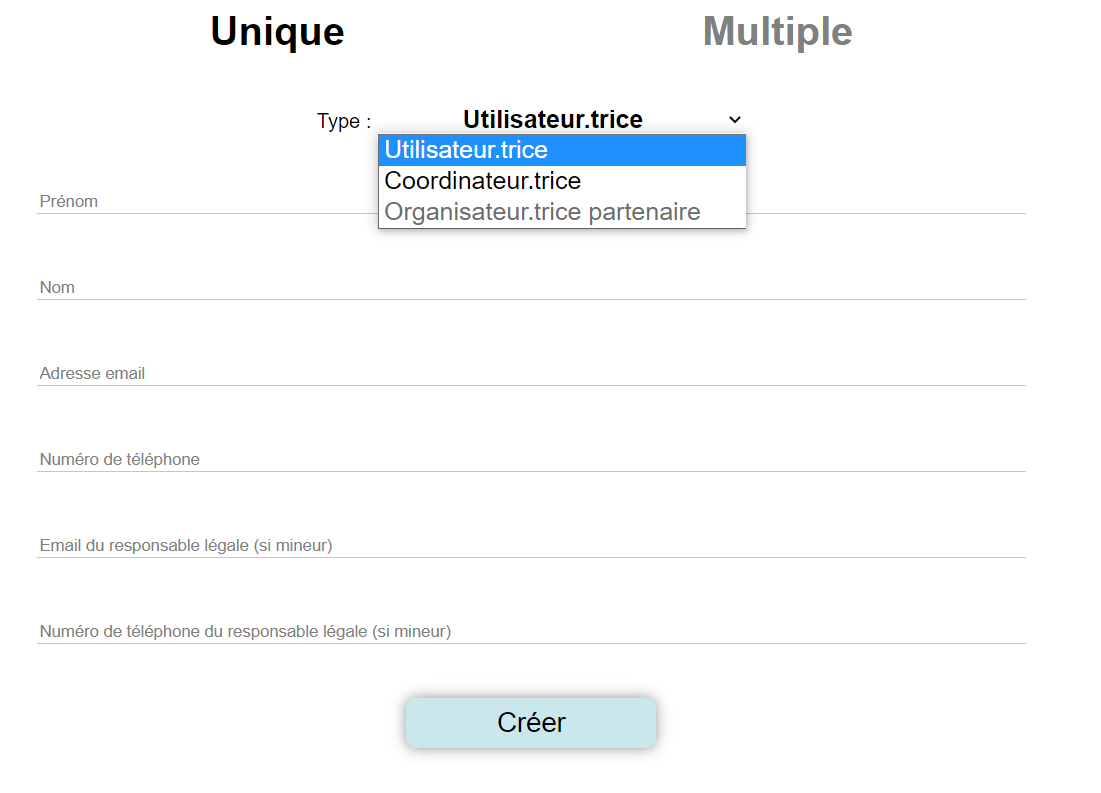 Unique
Multiple
Type :
Utilisateur.trice
Utilisateur.trice
Coordinateur.trice
Organisateur.trice partenaire
Prénom
Nom
Adresse email
Numéro de téléphone
Email du responsable légale (si mineur)
Numéro de téléphone du responsable légale (si mineur)
Créer